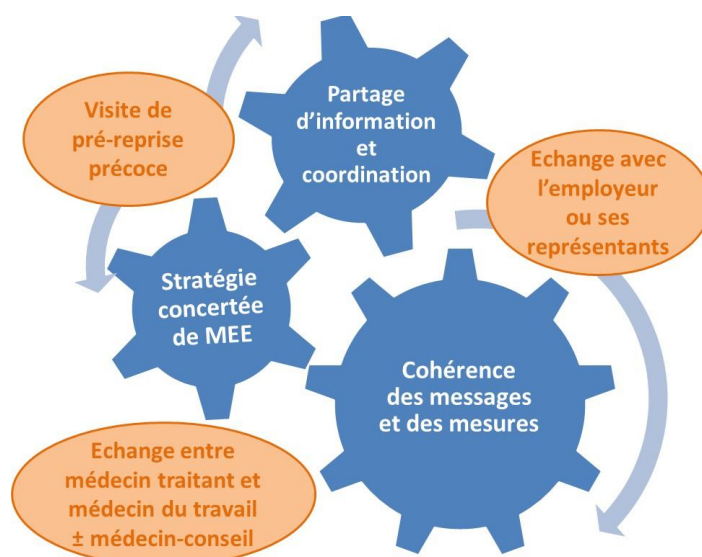 Partage
d’information
et
coordination
Visite de
pré-reprise
précoce
Echange avec
l’employeur
ou ses
représentants
Stratégie
concertée
de MEE
Cohérence
des messages
et des mesures
Echange entre
médecin traitant et
médecin du travail
± médecin-conseil